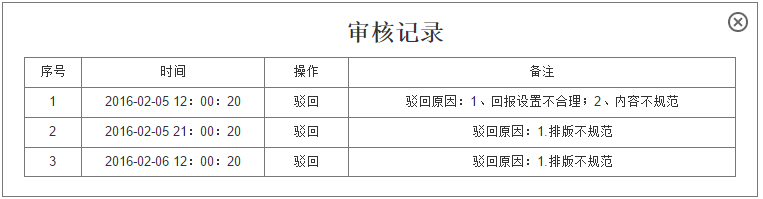 审核记录
序号 时间 操作 备注
1 2016-02-05 12：00：20 驳回 驳回原因：1、回报设置不合理；2、内容不规范
2 2016-02-05 21：00：20 驳回 驳回原因：1.排版不规范
3 2016-02-06 12：00：20 驳回 驳回原因：1.排版不规范